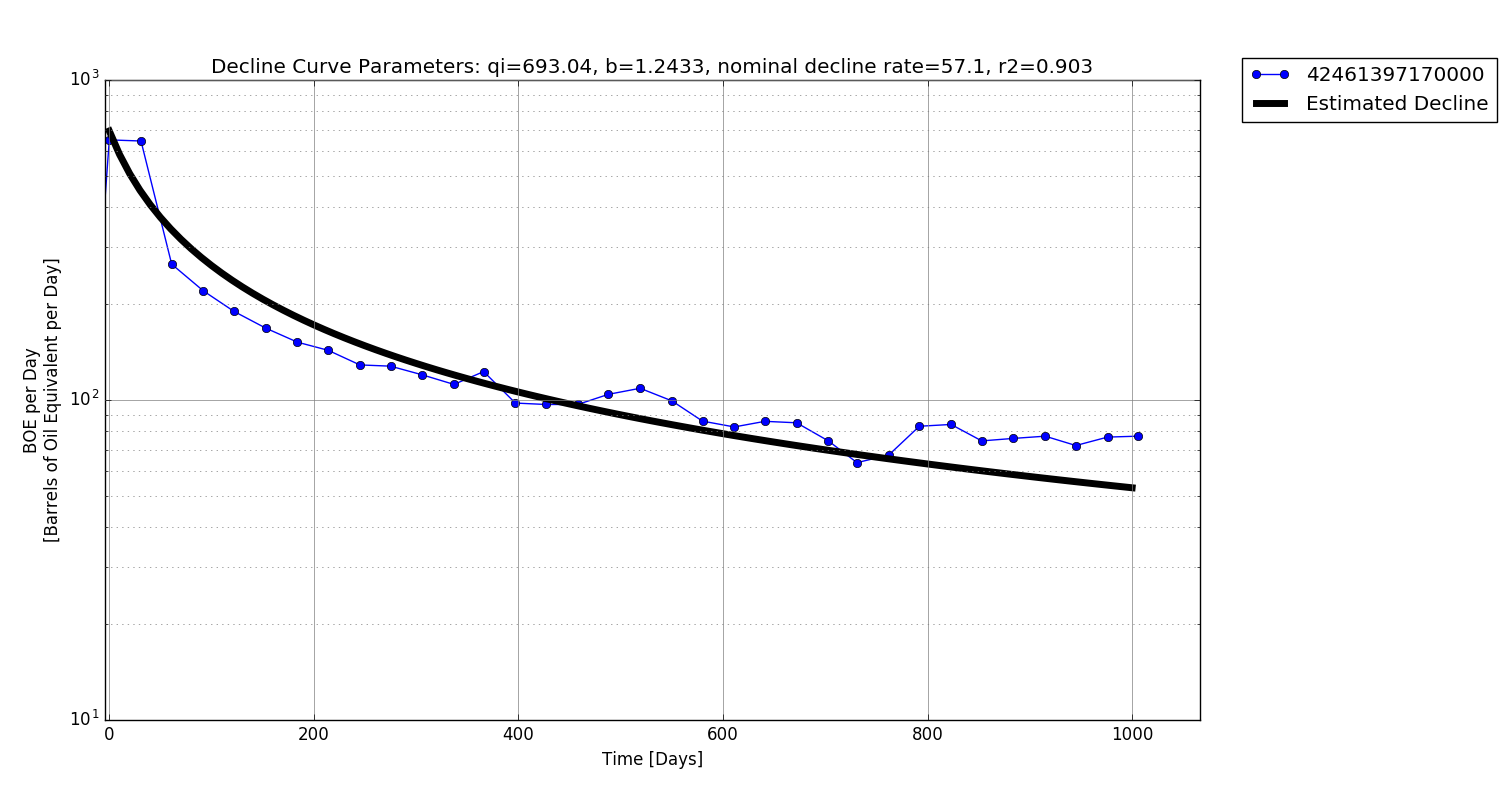 Decline Curve Parameters: qi=693.04, b=1.2433, nominal decline rate=57.1, r2=0.903
42461397170000
Estimated Decline
BOE per Day
[Barrels of Oil Equivalent per Day]
10³
10²
10¹
0 200 400 600 800 1000
Time [Days]